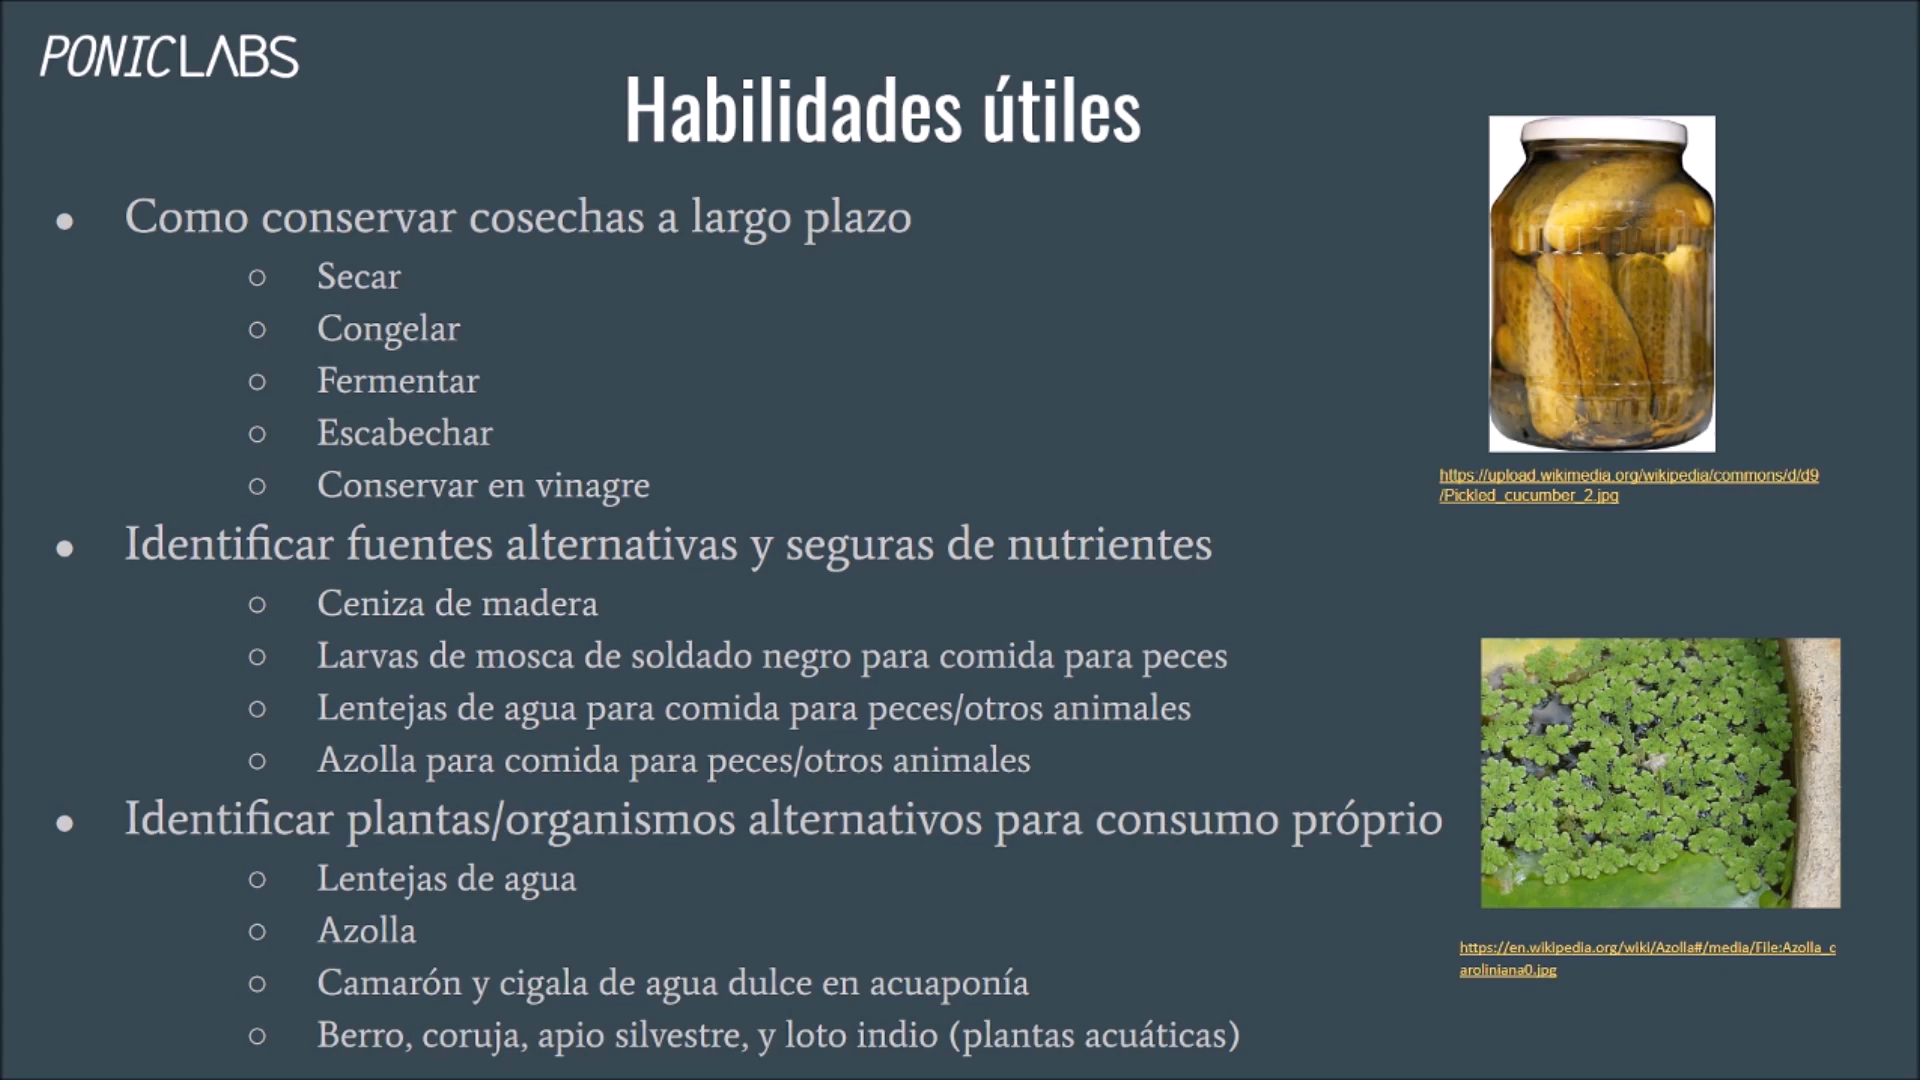 PONICLABS
Habilidades útiles
● Como conservar cosechas a largo plazo
○ Secar
○ Congelar
○ Fermentar
○ Escabechar
○ Conservar en vinagre
https://upload.wikimedia.org/wikipedia/commons/d/d9
/Pickled_cucumber_2.jpg
● Identificar fuentes alternativas y seguras de nutrientes
○ Ceniza de madera
○ Larvas de mosca de soldado negro para comida para peces
○ Lentejas de agua para comida para peces/otros animales
○ Azolla para comida para peces/otros animales
● Identificar plantas/organismos alternativos para consumo próprio
○ Lentejas de agua
○ Azolla
○ Camarón y cigala de agua dulce en acuaponía
○ Berro, coruja, apio silvestre, y loto indio (plantas acuáticas)
https://en.wikipedia.org/wiki/Azolla#/media/File:Azolla_c
aroliniana0.jpg